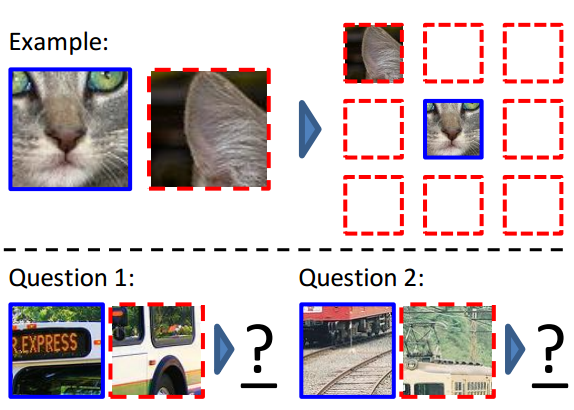 Example:
Question 1:
Question 2:
R.EXPRESS
?
?